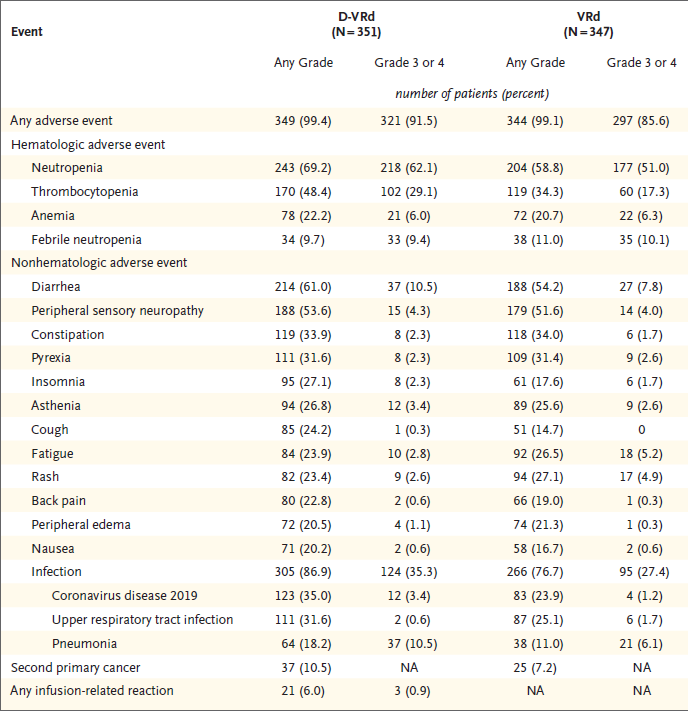 D-VRd VRd
Event (N=351) (N=347)
Any Grade Grade 3 or 4 Any Grade Grade 3 or 4
number of patients (percent)
Any adverse event 349 (99.4) 321 (91.5) 344 (99.1) 297 (85.6)
Hematologic adverse event
Neutropenia 243 (69.2) 218 (62.1) 204 (58.8) 177 (51.0)
Thrombocytopenia 170 (48.4) 102 (29.1) 119 (34.3) 60 (17.3)
Anemia 78 (22.2) 21 (6.0) 72 (20.7) 22 (6.3)
Febrile neutropenia 34 (9.7) 33 (9.4) 38 (11.0) 35 (10.1)
Nonhematologic adverse event
Diarrhea 214 (61.0) 37 (10.5) 188 (54.2) 27 (7.8)
Peripheral sensory neuropathy 188 (53.6) 15 (4.3) 179 (51.6) 14 (4.0)
Constipation 119 (33.9) 8 (2.3) 118 (34.0) 6 (1.7)
Pyrexia 111 (31.6) 8 (2.3) 109 (31.4) 9 (2.6)
Insomnia 95 (27.1) 8 (2.3) 61 (17.6) 6 (1.7)
Asthenia 94 (26.8) 12 (3.4) 89 (25.6) 9 (2.6)
Cough 85 (24.2) 1 (0.3) 51 (14.7) 0
Fatigue 84 (23.9) 10 (2.8) 92 (26.5) 18 (5.2)
Rash 82 (23.4) 9 (2.6) 94 (27.1) 17 (4.9)
Back pain 80 (22.8) 2 (0.6) 66 (19.0) 1 (0.3)
Peripheral edema 72 (20.5) 4 (1.1) 74 (21.3) 1 (0.3)
Nausea 71 (20.2) 2 (0.6) 58 (16.7) 2 (0.6)
Infection 305 (86.9) 124 (35.3) 266 (76.7) 95 (27.4)
Coronavirus disease 2019 123 (35.0) 12 (3.4) 83 (23.9) 4 (1.2)
Upper respiratory tract infection 111 (31.6) 2 (0.6) 87 (25.1) 6 (1.7)
Pneumonia 64 (18.2) 37 (10.5) 38 (11.0) 21 (6.1)
Second primary cancer 37 (10.5) NA 25 (7.2) NA
Any infusion-related reaction 21 (6.0) 3 (0.9) NA NA